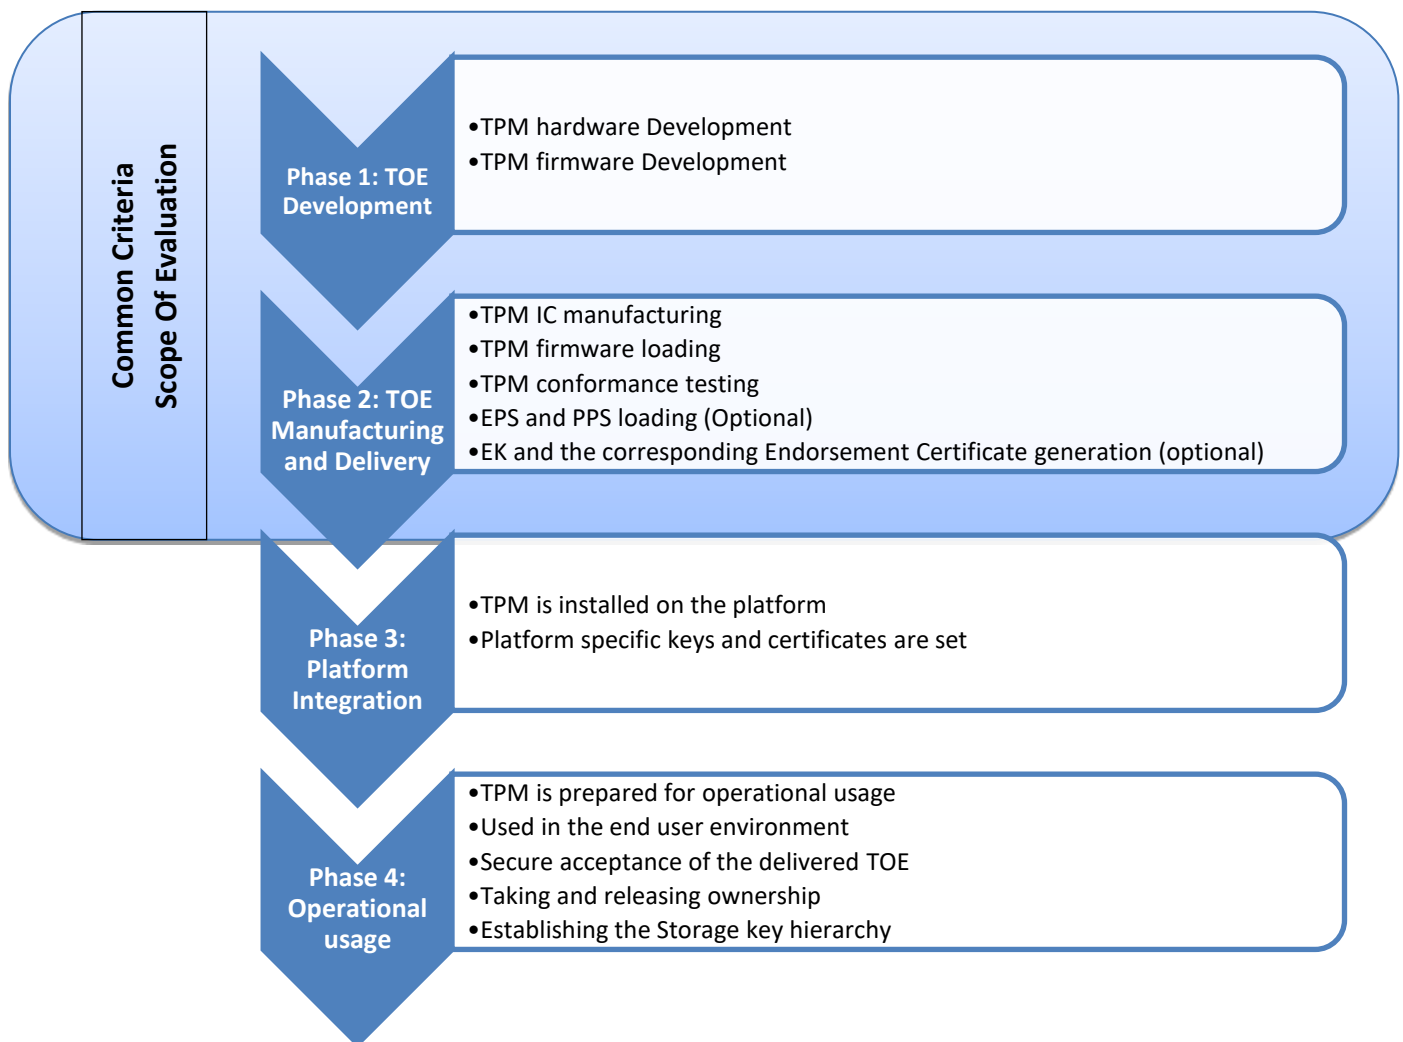 Common Criteria
Scope Of Evaluation
Phase 1: TOE
Development
•TPM hardware Development
•TPM firmware Development
Phase 2: TOE
Manufacturing
and Delivery
•TPM IC manufacturing
•TPM firmware loading
•TPM conformance testing
•EPS and PPS loading (Optional)
•EK and the corresponding Endorsement Certificate generation (optional)
Phase 3:
Platform
Integration
•TPM is installed on the platform
•Platform specific keys and certificates are set
Phase 4:
Operational
usage
•TPM is prepared for operational usage
•Used in the end user environment
•Secure acceptance of the delivered TOE
•Taking and releasing ownership
•Establishing the Storage key hierarchy